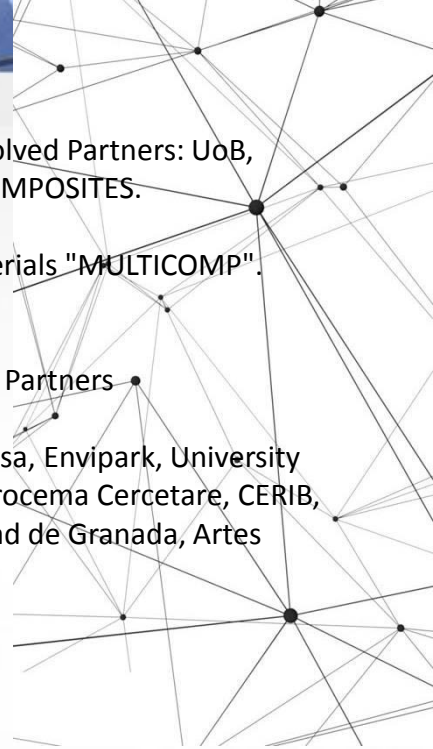 olved Partners: UoB,
MPOSITES.
erials "MULTICOMP".
Partners
sa, Envipark, University
rocema Cercetare, CERIB,
ad de Granada, Artes